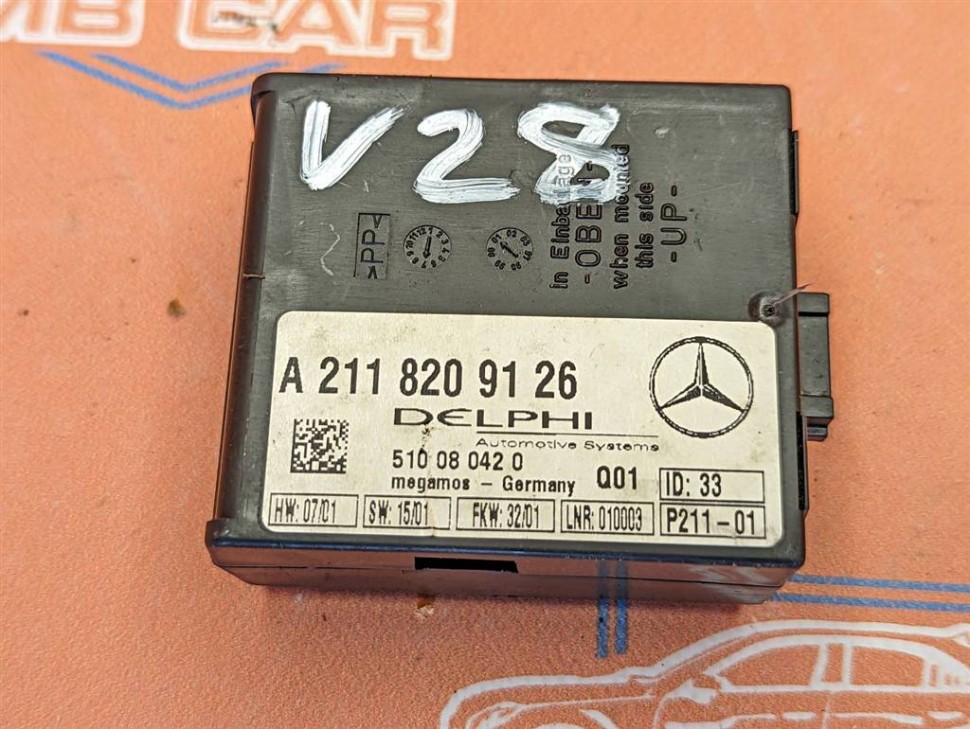 MB CAR
V28
in Einbaulage
- OBEN -
when mounted
this side
- UP -
>PP<
A 211 820 91 26
DELPHI
Automotive Systems
510 08 042 0
megamos - Germany
Q01
ID: 33
HW: 07/01
SW: 15/01
FKW: 32/01
LNR: 010003
P211-01